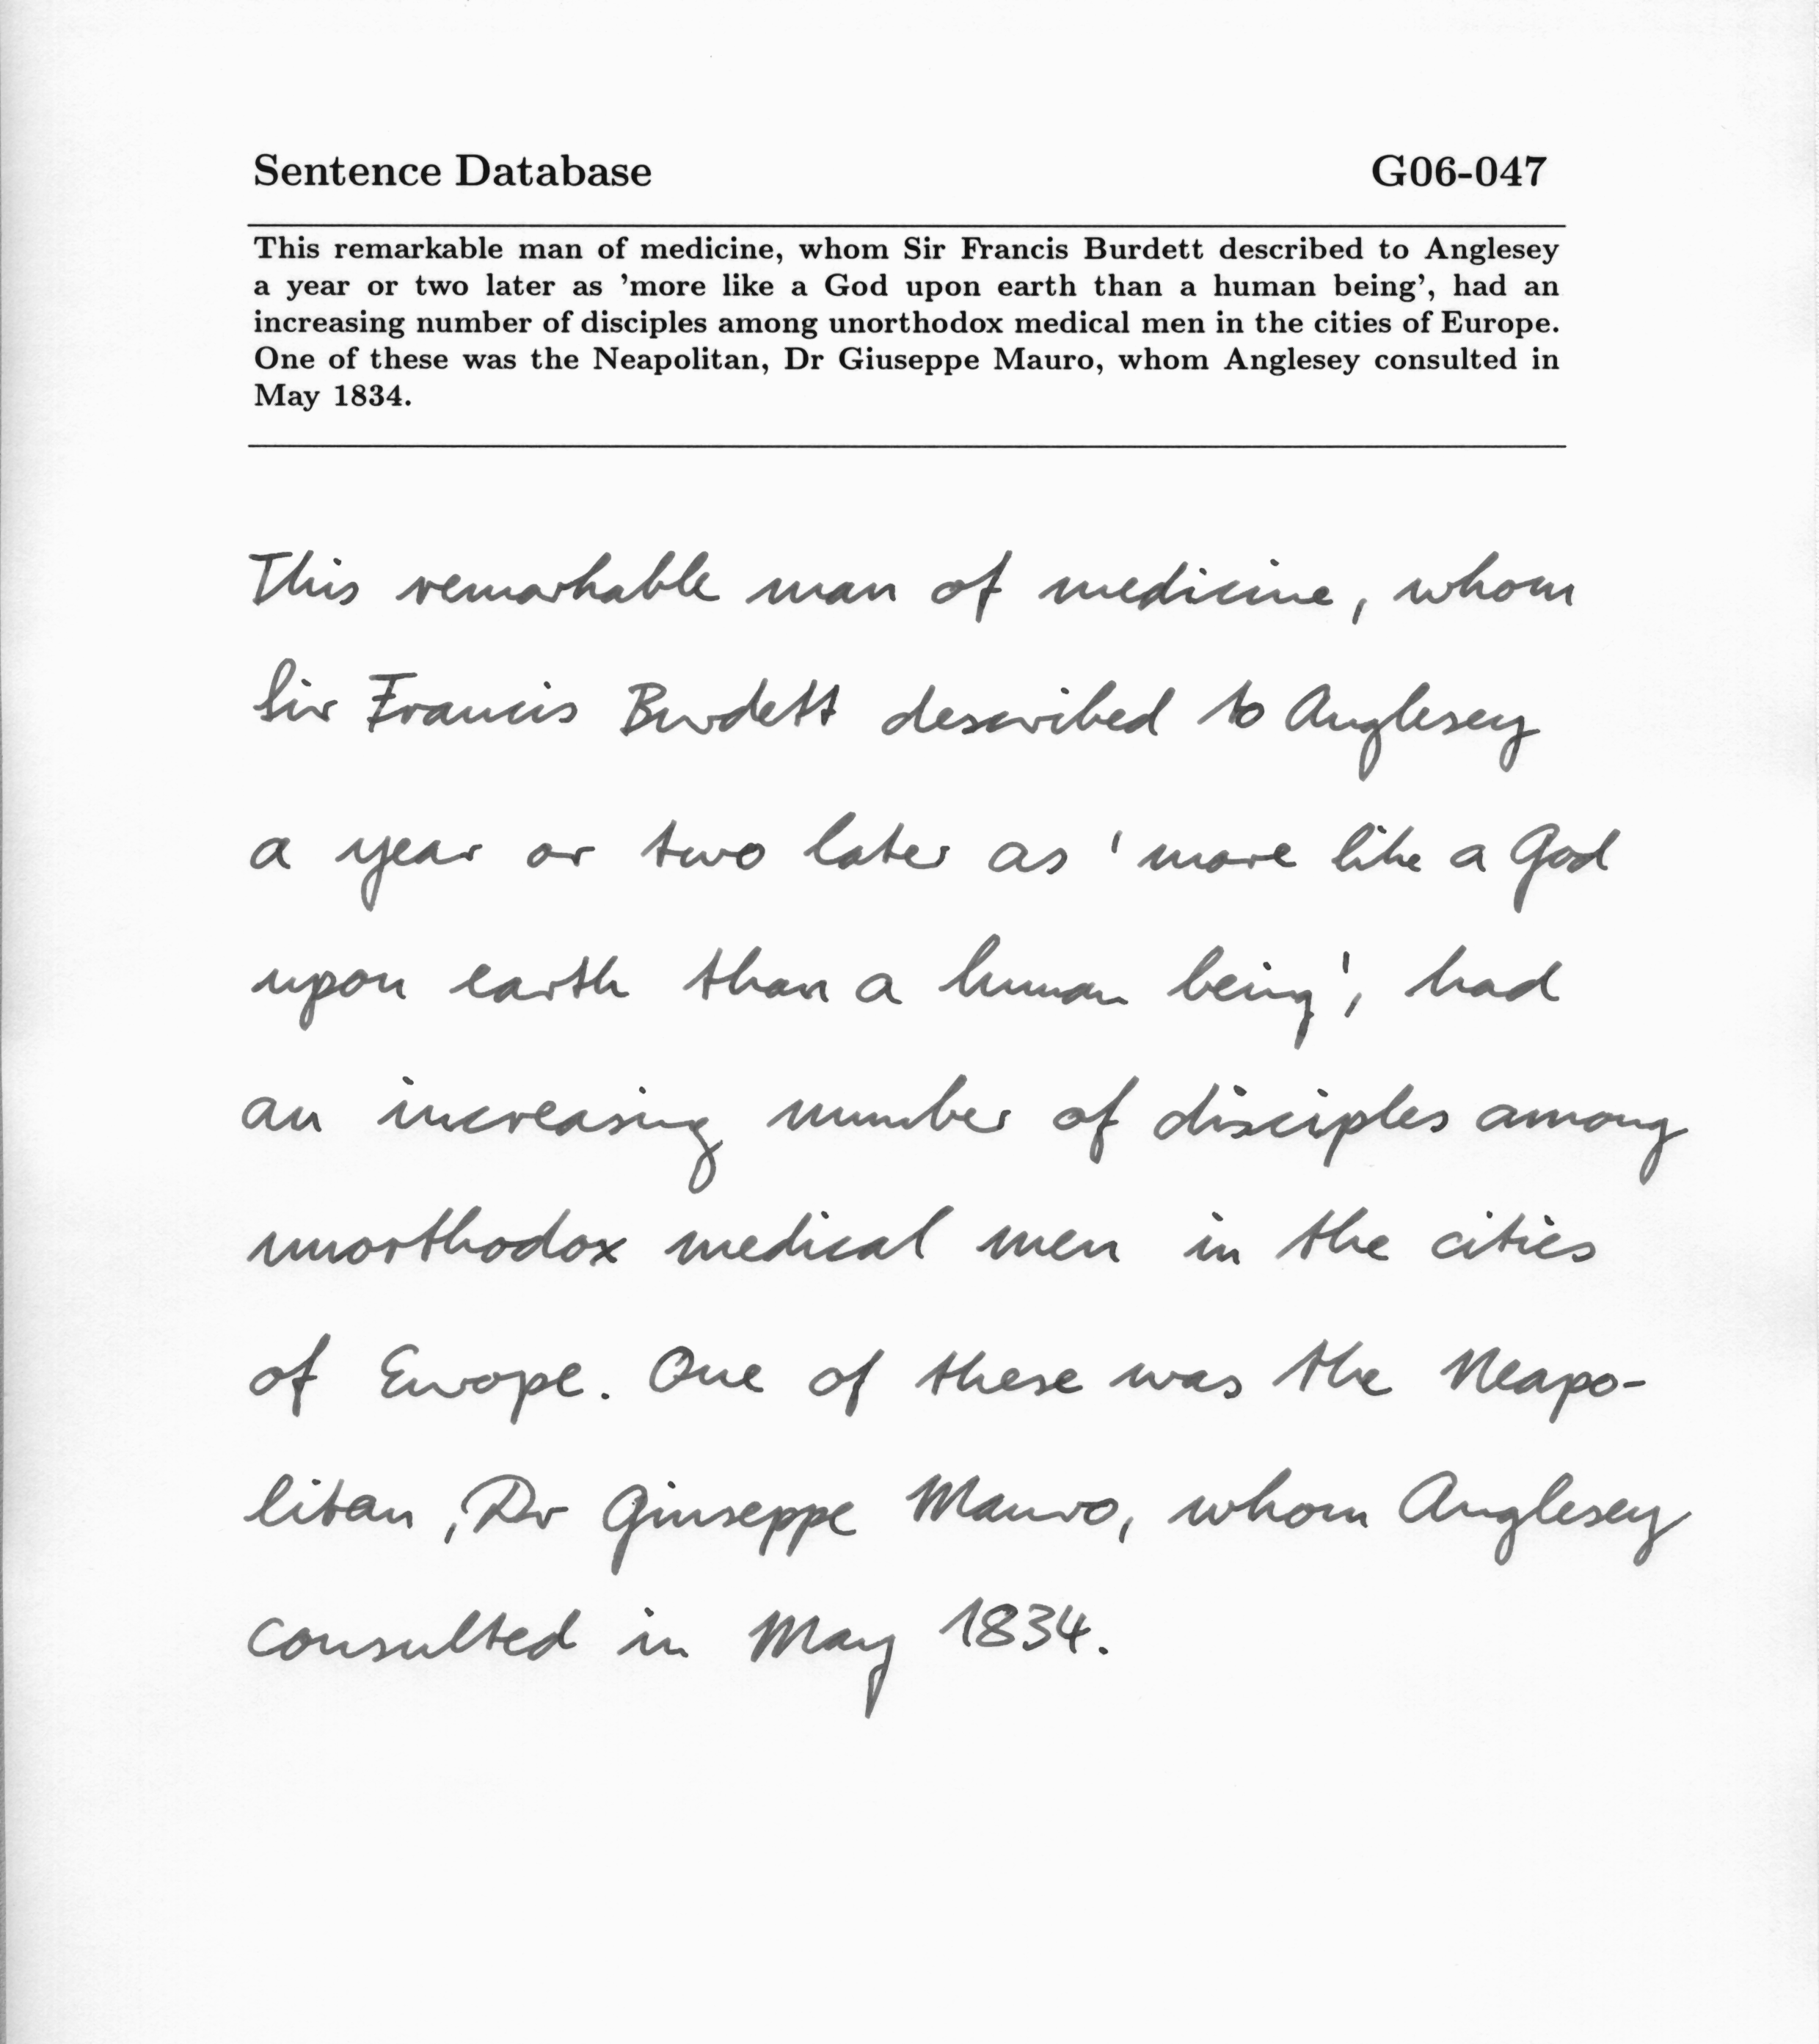 Sentence Database G06-047
This remarkable man of medicine, whom Sir Francis Burdett described to Anglesey
a year or two later as 'more like a God upon earth than a human being', had an
increasing number of disciples among unorthodox medical men in the cities of Europe.
One of these was the Neapolitan, Dr Giuseppe Mauro, whom Anglesey consulted in
May 1834.
This remarkable man of medicine, whom
Sir Francis Burdett described to Anglesey
a year or two later as 'more like a God
upon earth than a human being', had
an increasing number of disciples among
unorthodox medical men in the cities
of Europe. One of these was the Neapo-
litan, Dr Giuseppe Mauro, whom Anglesey
consulted in May 1834.